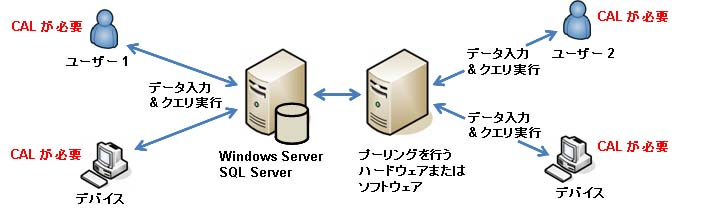 CAL が必要
ユーザー 1
データ入力
＆クエリ実行
CAL が必要
デバイス
Windows Server
SQL Server
プーリングを行う
ハードウェアまたは
ソフトウェア
データ入力
＆クエリ実行
CAL が必要
ユーザー 2
データ入力
＆クエリ実行
CAL が必要
デバイス